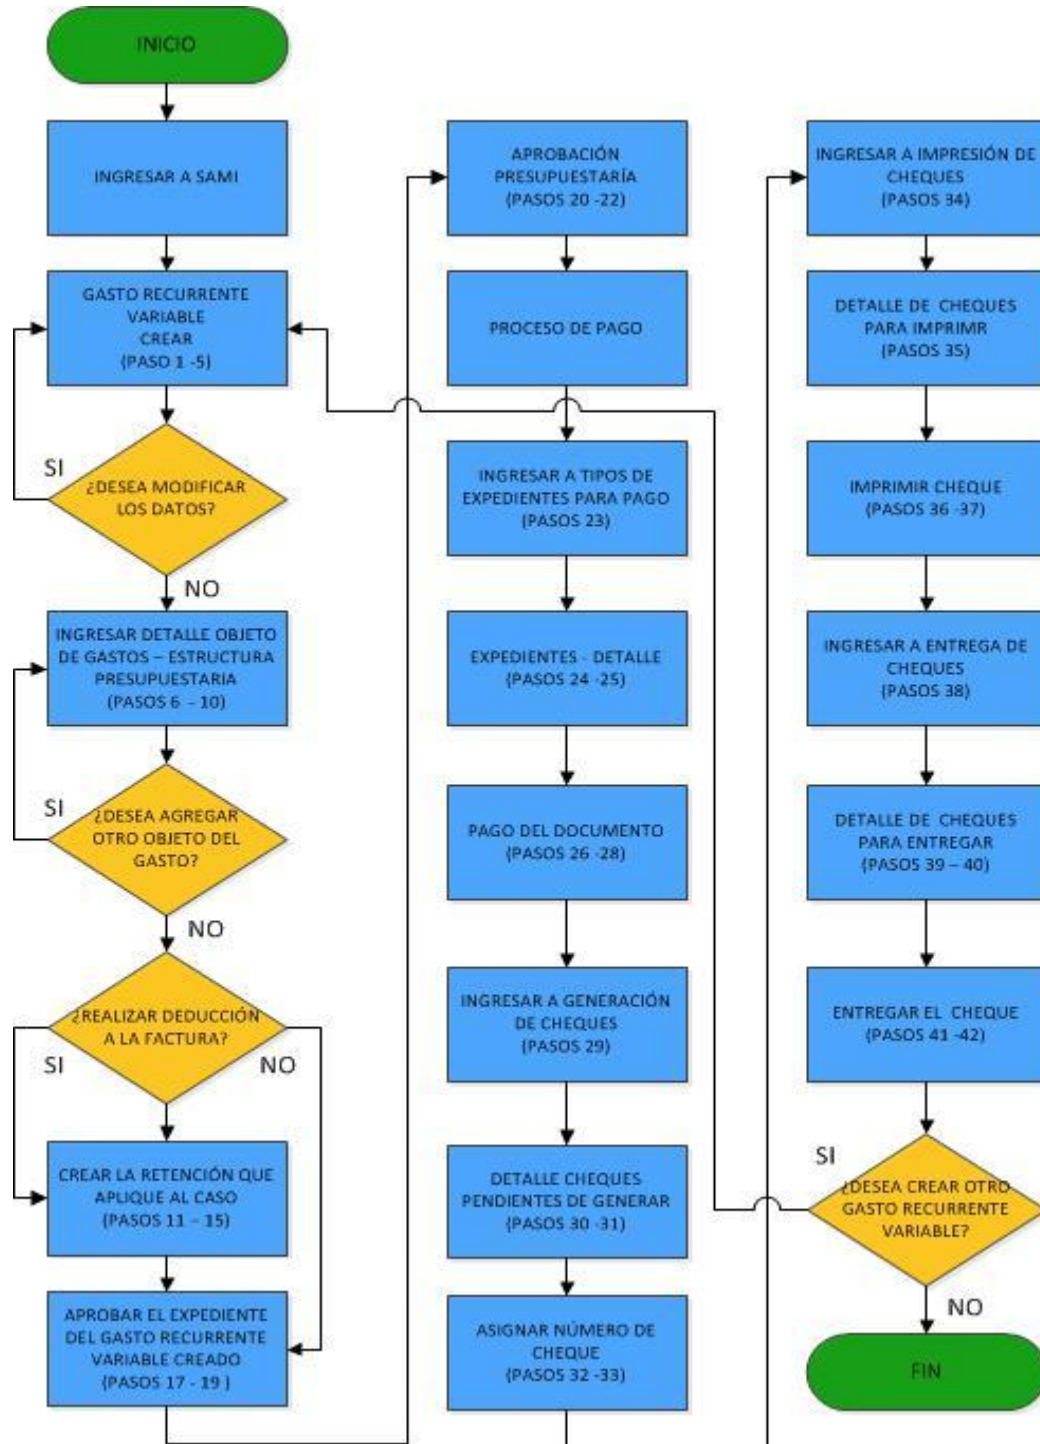 INICIO
INGRESAR A SAMI
GASTO RECURRENTE
VARIABLE
CREAR
(PASO 1 -5)
SI
¿DESEA MODIFICAR
LOS DATOS?
NO
INGRESAR DETALLE OBJETO
DE GASTOS – ESTRUCTURA
PRESUPUESTARIA
(PASOS 6 – 10)
SI
¿DESEA AGREGAR
OTRO OBJETO DEL
GASTO?
NO
¿REALIZAR DEDUCCIÓN
A LA FACTURA?
SI
NO
CREAR LA RETENCIÓN QUE
APLIQUE AL CASO
(PASOS 11 – 15)
APROBAR EL EXPEDIENTE
DEL GASTO RECURRENTE
VARIABLE CREADO
(PASOS 17 - 19 )
APROBACIÓN
PRESUPUESTARÍA
(PASOS 20 -22)
PROCESO DE PAGO
INGRESAR A TIPOS DE
EXPEDIENTES PARA PAGO
(PASOS 23)
EXPEDIENTES - DETALLE
(PASOS 24 -25)
PAGO DEL DOCUMENTO
(PASOS 26 -28)
INGRESAR A GENERACIÓN
DE CHEQUES
(PASOS 29)
DETALLE CHEQUES
PENDIENTES DE GENERAR
(PASOS 30 -31)
ASIGNAR NÚMERO DE
CHEQUE
(PASOS 32 -33)
INGRESAR A IMPRESIÓN DE
CHEQUES
(PASOS 34)
DETALLE DE CHEQUES
PARA IMPRIMR
(PASOS 35)
IMPRIMIR CHEQUE
(PASOS 36 -37)
INGRESAR A ENTREGA DE
CHEQUES
(PASOS 38)
DETALLE DE CHEQUES
PARA ENTREGAR
(PASOS 39 – 40)
ENTREGAR EL CHEQUE
(PASOS 41 -42)
SI
¿DESEA CREAR OTRO
GASTO RECURRENTE
VARIABLE?
NO
FIN